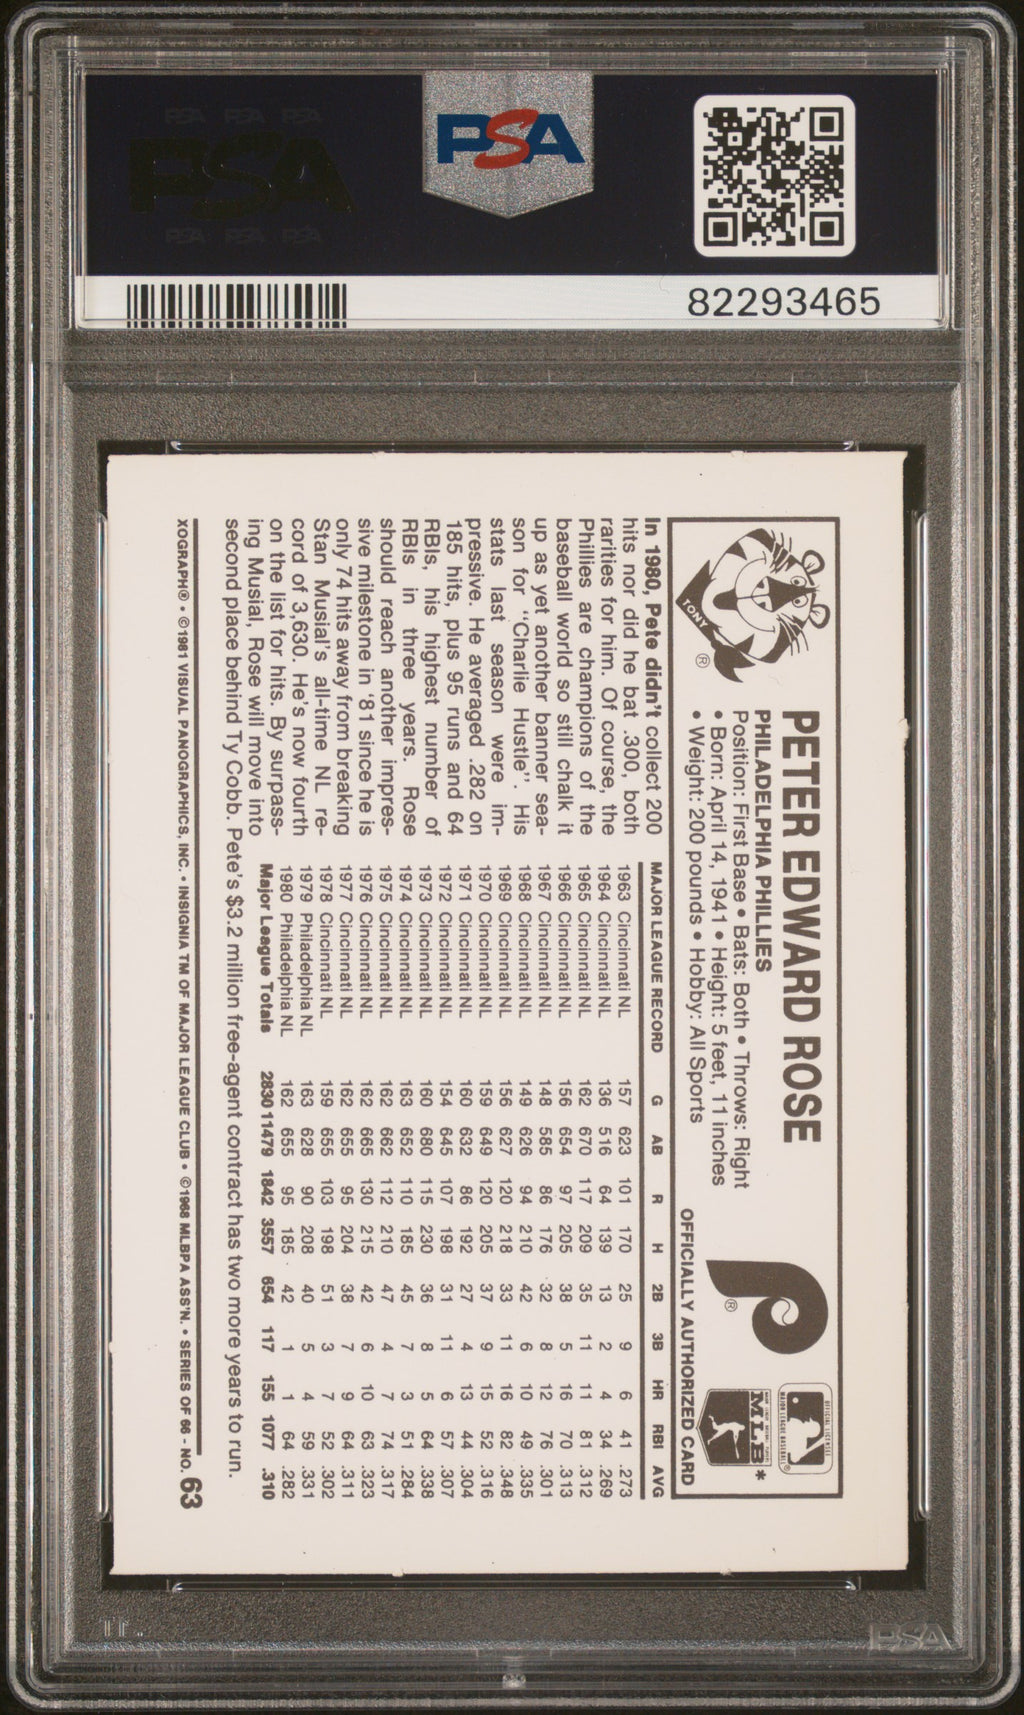 PSA PSA PSA
PSA
PSA PSA PSA
PSA
82293465
TONY
®
PETER EDWARD ROSE
PHILADELPHIA PHILLIES
Position: First Base • Bats: Both • Throws: Right
• Born: April 14, 1941 • Height: 5 feet, 11 inches
• Weight: 200 pounds • Hobby: All Sports
®
OFFICIAL LICENSEE
MAJOR LEAGUE BASEBALL
®
MAJOR LEAGUE BASEBALL PLAYERS
MLB *
OFFICIALLY AUTHORIZED CARD
In 1980, Pete didn't collect 200
hits nor did he bat .300, both
rarities for him. Of course, the
Phillies are champions of the
baseball world so still chalk it
up as yet another banner sea-
son for "Charlie Hustle". His
stats last season were im-
pressive. He averaged .282 on
185 hits, plus 95 runs and 64
RBIs, his highest number of
RBIs in three years. Rose
should reach another impres-
sive milestone in '81 since he is
only 74 hits away from breaking
Stan Musial's all-time NL re-
cord of 3,630. He's now fourth
on the list for hits. By surpass-
ing Musial, Rose will move into
second place behind Ty Cobb. Pete's $3.2 million free-agent contract has two more years to run.
MAJOR LEAGUE RECORD G AB R H 2B 3B HR RBI AVG
1963 Cincinnati NL 157 623 101 170 25 9 6 41 .273
1964 Cincinnati NL 136 516 64 139 13 2 4 34 .269
1965 Cincinnati NL 162 670 117 209 35 11 11 81 .312
1966 Cincinnati NL 156 654 97 205 38 5 16 70 .313
1967 Cincinnati NL 148 585 86 176 32 8 12 76 .301
1968 Cincinnati NL 149 626 94 210 42 6 10 49 .335
1969 Cincinnati NL 156 627 120 218 33 11 16 82 .348
1970 Cincinnati NL 159 649 120 205 37 9 15 52 .316
1971 Cincinnati NL 160 632 86 192 27 4 13 44 .304
1972 Cincinnati NL 154 645 107 198 31 11 6 57 .307
1973 Cincinnati NL 160 680 115 230 36 8 5 64 .338
1974 Cincinnati NL 163 652 110 185 45 7 3 51 .284
1975 Cincinnati NL 162 662 112 210 47 4 7 74 .317
1976 Cincinnati NL 162 665 130 215 42 6 10 63 .323
1977 Cincinnati NL 162 655 95 204 38 7 9 64 .311
1978 Cincinnati NL 159 655 103 198 51 3 7 52 .302
1979 Philadelphia NL 163 628 90 208 40 5 4 59 .331
1980 Philadelphia NL 162 655 95 185 42 1 1 64 .282
Major League Totals 2830 11479 1842 3557 654 117 155 1077 .310
XOGRAPH® • ©1981 VISUAL PANOGRAPHICS, INC. • INSIGNIA TM OF MAJOR LEAGUE CLUB • ©1968 MLBPA ASS'N. • SERIES OF 66 - NO. 63
PSA